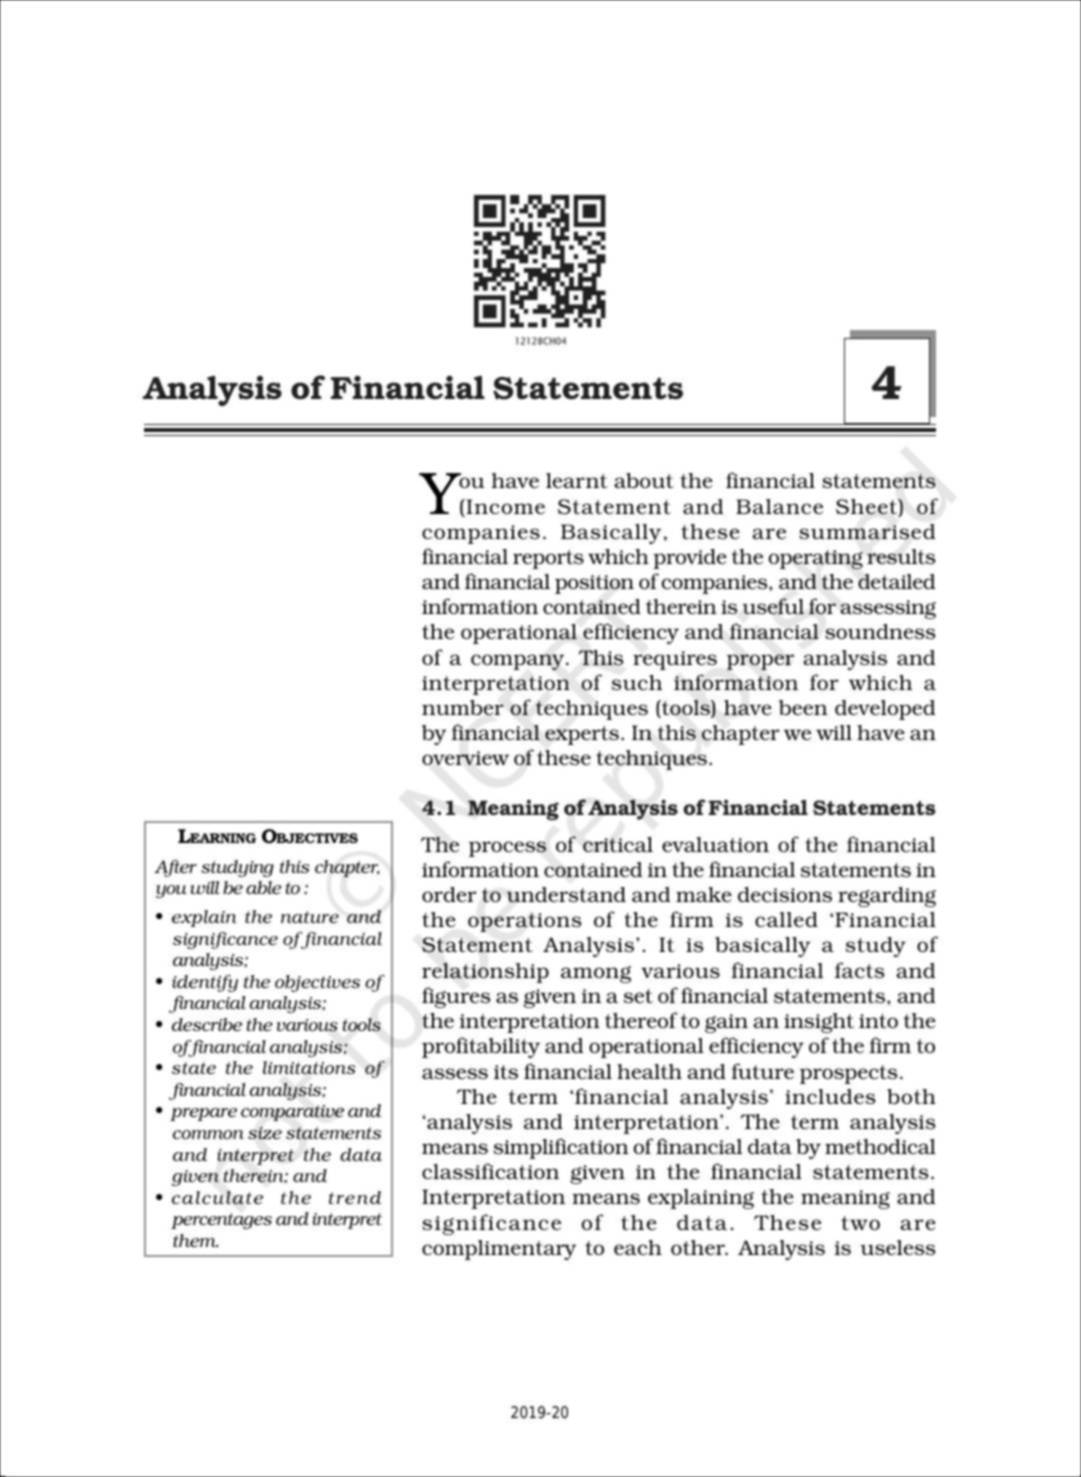 12128CH04
Analysis of Financial Statements
4
You have learnt about the financial statements
(Income Statement and Balance Sheet) of
companies. Basically, these are summarised
financial reports which provide the operating results
and financial position of companies, and the detailed
information contained therein is useful for assessing
the operational efficiency and financial soundness
of a company. This requires proper analysis and
interpretation of such information for which a
number of techniques (tools) have been developed
by financial experts. In this chapter we will have an
overview of these techniques.
4.1 Meaning of Analysis of Financial Statements
The process of critical evaluation of the financial
information contained in the financial statements in
order to understand and make decisions regarding
the operations of the firm is called ‘Financial
Statement Analysis’. It is basically a study of
relationship among various financial facts and
figures as given in a set of financial statements, and
the interpretation thereof to gain an insight into the
profitability and operational efficiency of the firm to
assess its financial health and future prospects.
The term ‘financial analysis’ includes both
‘analysis and interpretation’. The term analysis
means simplification of financial data by methodical
classification given in the financial statements.
Interpretation means explaining the meaning and
significance of the data. These two are
complimentary to each other. Analysis is useless
LEARNING OBJECTIVES
After studying this chapter,
you will be able to :
• explain the nature and
significance of financial
analysis;
• identify the objectives of
financial analysis;
• describe the various tools
of financial analysis;
• state the limitations of
financial analysis;
• prepare comparative and
common size statements
and interpret the data
given therein; and
• calculate the trend
percentages and interpret
them.
© NCERT
not to be republished
2019-20